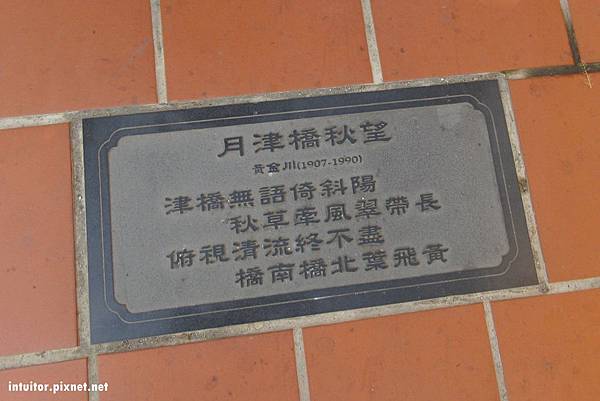 月津橋秋望
黃金川(1907-1990)
津橋無語倚斜陽
秋草牽風翠帶長
俯視清流終不盡
橋南橋北葉飛黃
intuitor.pixnet.net